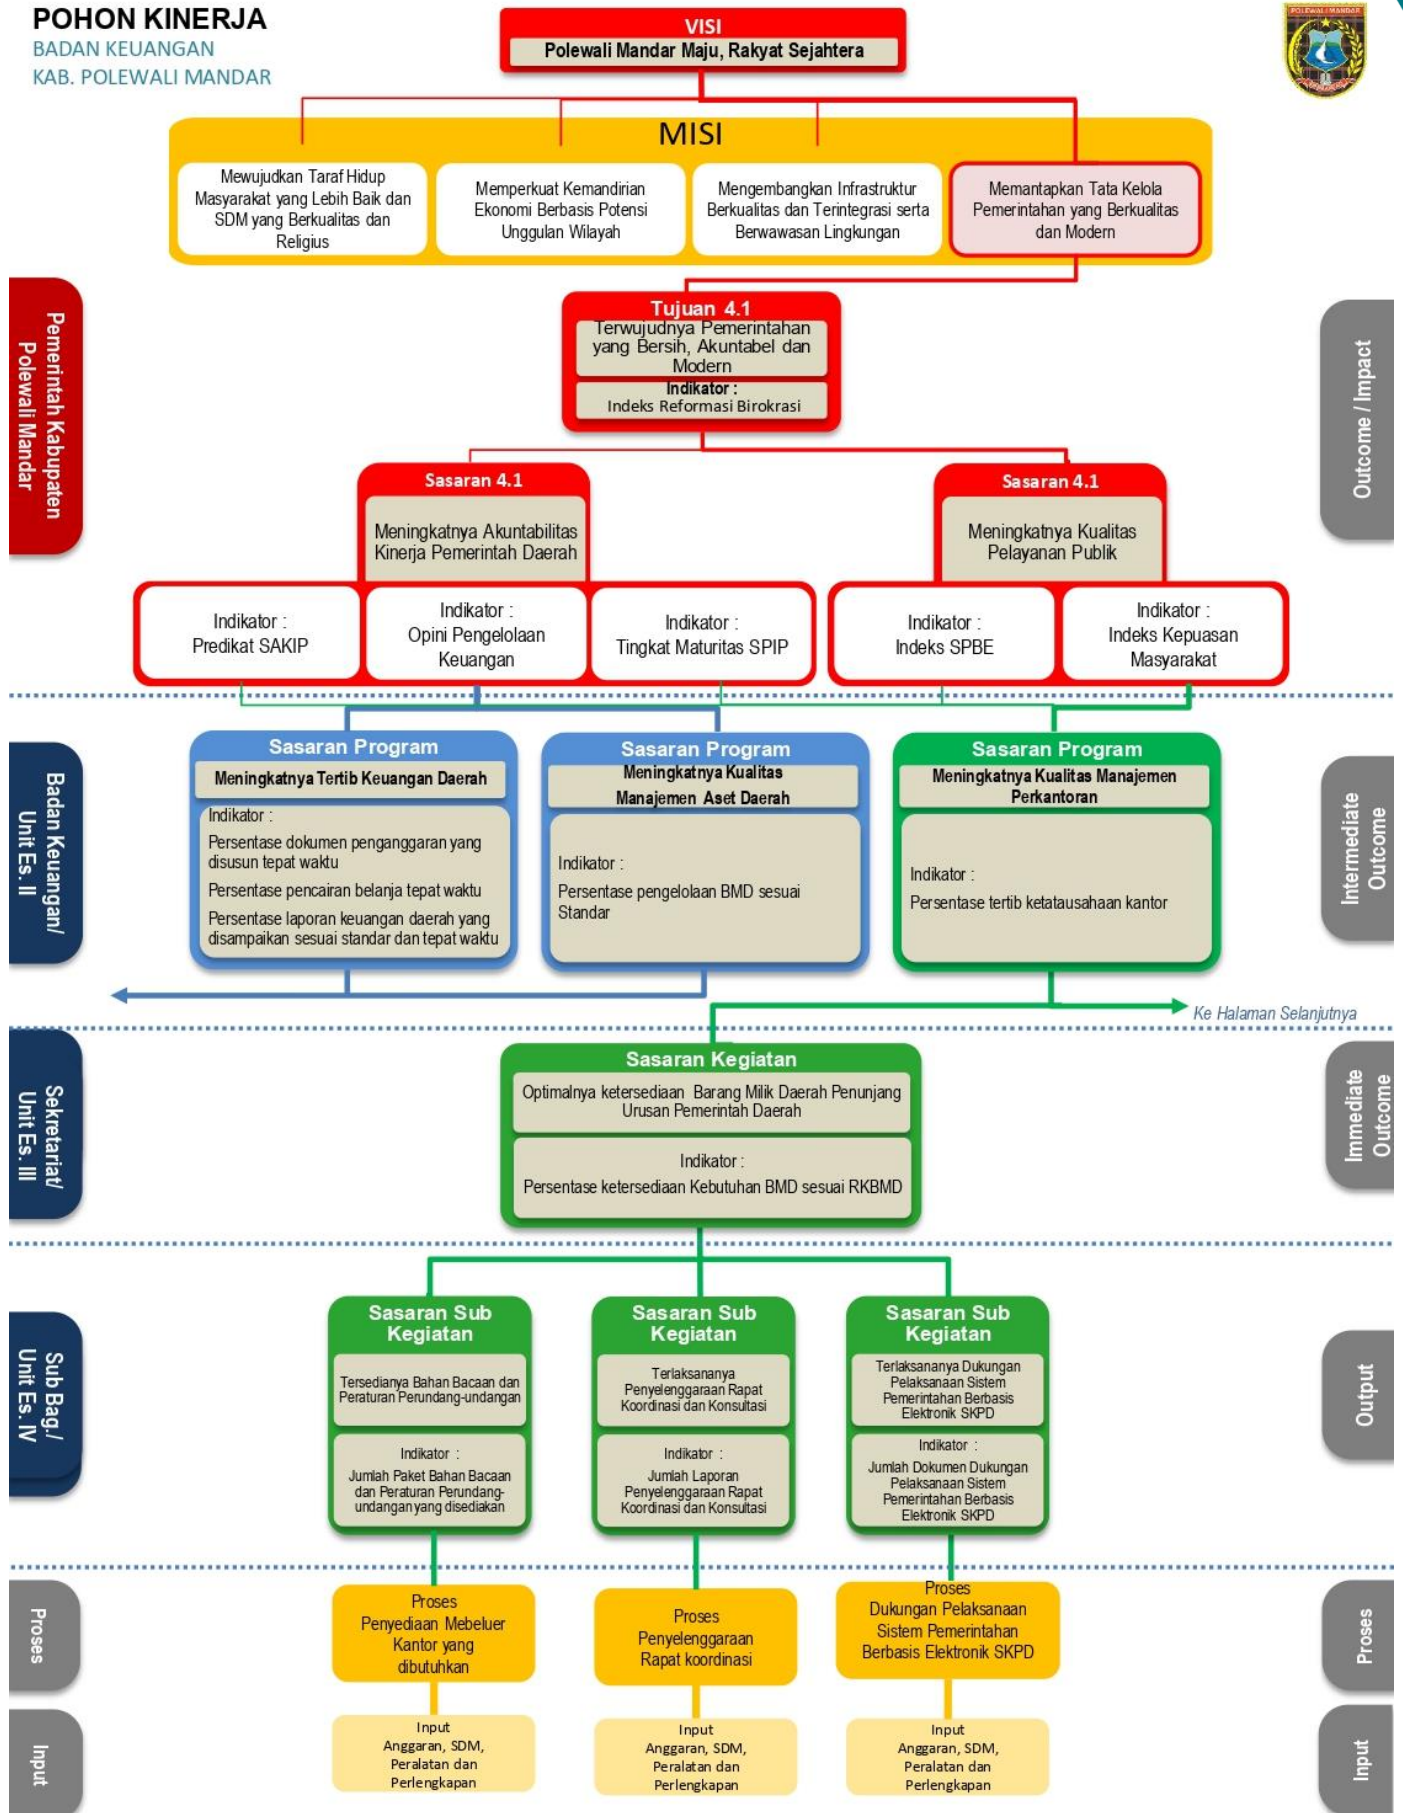 POHON KINERJA
BADAN KEUANGAN
KAB. POLEWALI MANDAR
POLEWALI MANDAR
VISI
Polewali Mandar Maju, Rakyat Sejahtera
MISI
Mewujudkan Taraf Hidup
Masyarakat yang Lebih Baik dan
SDM yang Berkualitas dan
Religius
Memperkuat Kemandirian
Ekonomi Berbasis Potensi
Unggulan Wilayah
Mengembangkan Infrastruktur
Berkualitas dan Terintegrasi serta
Berwawasan Lingkungan
Memantapkan Tata Kelola
Pemerintahan yang Berkualitas
dan Modern
Pemerintah Kabupaten
Polewali Mandar
Outcome / Impact
Tujuan 4.1
Terwujudnya Pemerintahan
yang Bersih, Akuntabel dan
Modern
Indikator :
Indeks Reformasi Birokrasi
Sasaran 4.1
Meningkatnya Akuntabilitas
Kinerja Pemerintah Daerah
Sasaran 4.1
Meningkatnya Kualitas
Pelayanan Publik
Indikator :
Predikat SAKIP
Indikator :
Opini Pengelolaan
Keuangan
Indikator :
Tingkat Maturitas SPIP
Indikator :
Indeks SPBE
Indikator :
Indeks Kepuasan
Masyarakat
Badan Keuangan/
Unit Es. II
Intermediate
Outcome
Sasaran Program
Meningkatnya Tertib Keuangan Daerah
Indikator :
Persentase dokumen penganggaran yang
disusun tepat waktu
Persentase pencairan belanja tepat waktu
Persentase laporan keuangan daerah yang
disampaikan sesuai standar dan tepat waktu
Sasaran Program
Meningkatnya Kualitas
Manajemen Aset Daerah
Indikator :
Persentase pengelolaan BMD sesuai
Standar
Sasaran Program
Meningkatnya Kualitas Manajemen
Perkantoran
Indikator :
Persentase tertib ketatausahaan kantor
Ke Halaman Selanjutnya
Sekretariat/
Unit Es. III
Immediate
Outcome
Sasaran Kegiatan
Optimalnya ketersediaan Barang Milik Daerah Penunjang
Urusan Pemerintah Daerah
Indikator :
Persentase ketersediaan Kebutuhan BMD sesuai RKBMD
Sub Bag./
Unit Es. IV
Output
Sasaran Sub
Kegiatan
Tersedianya Bahan Bacaan dan
Peraturan Perundang-undangan
Indikator :
Jumlah Paket Bahan Bacaan
dan Peraturan Perundang-
undangan yang disediakan
Sasaran Sub
Kegiatan
Terlaksananya
Penyelenggaraan Rapat
Koordinasi dan Konsultasi
Indikator :
Jumlah Laporan
Penyelenggaraan Rapat
Koordinasi dan Konsultasi
Sasaran Sub
Kegiatan
Terlaksananya Dukungan
Pelaksanaan Sistem
Pemerintahan Berbasis
Elektronik SKPD
Indikator :
Jumlah Dokumen Dukungan
Pelaksanaan Sistem
Pemerintahan Berbasis
Elektronik SKPD
Proses
Proses
Proses
Penyediaan Mebeluer
Kantor yang
dibutuhkan
Proses
Penyelenggaraan
Rapat koordinasi
Proses
Dukungan Pelaksanaan
Sistem Pemerintahan
Berbasis Elektronik SKPD
Input
Input
Input
Anggaran, SDM,
Peralatan dan
Perlengkapan
Input
Anggaran, SDM,
Peralatan dan
Perlengkapan
Input
Anggaran, SDM,
Peralatan dan
Perlengkapan